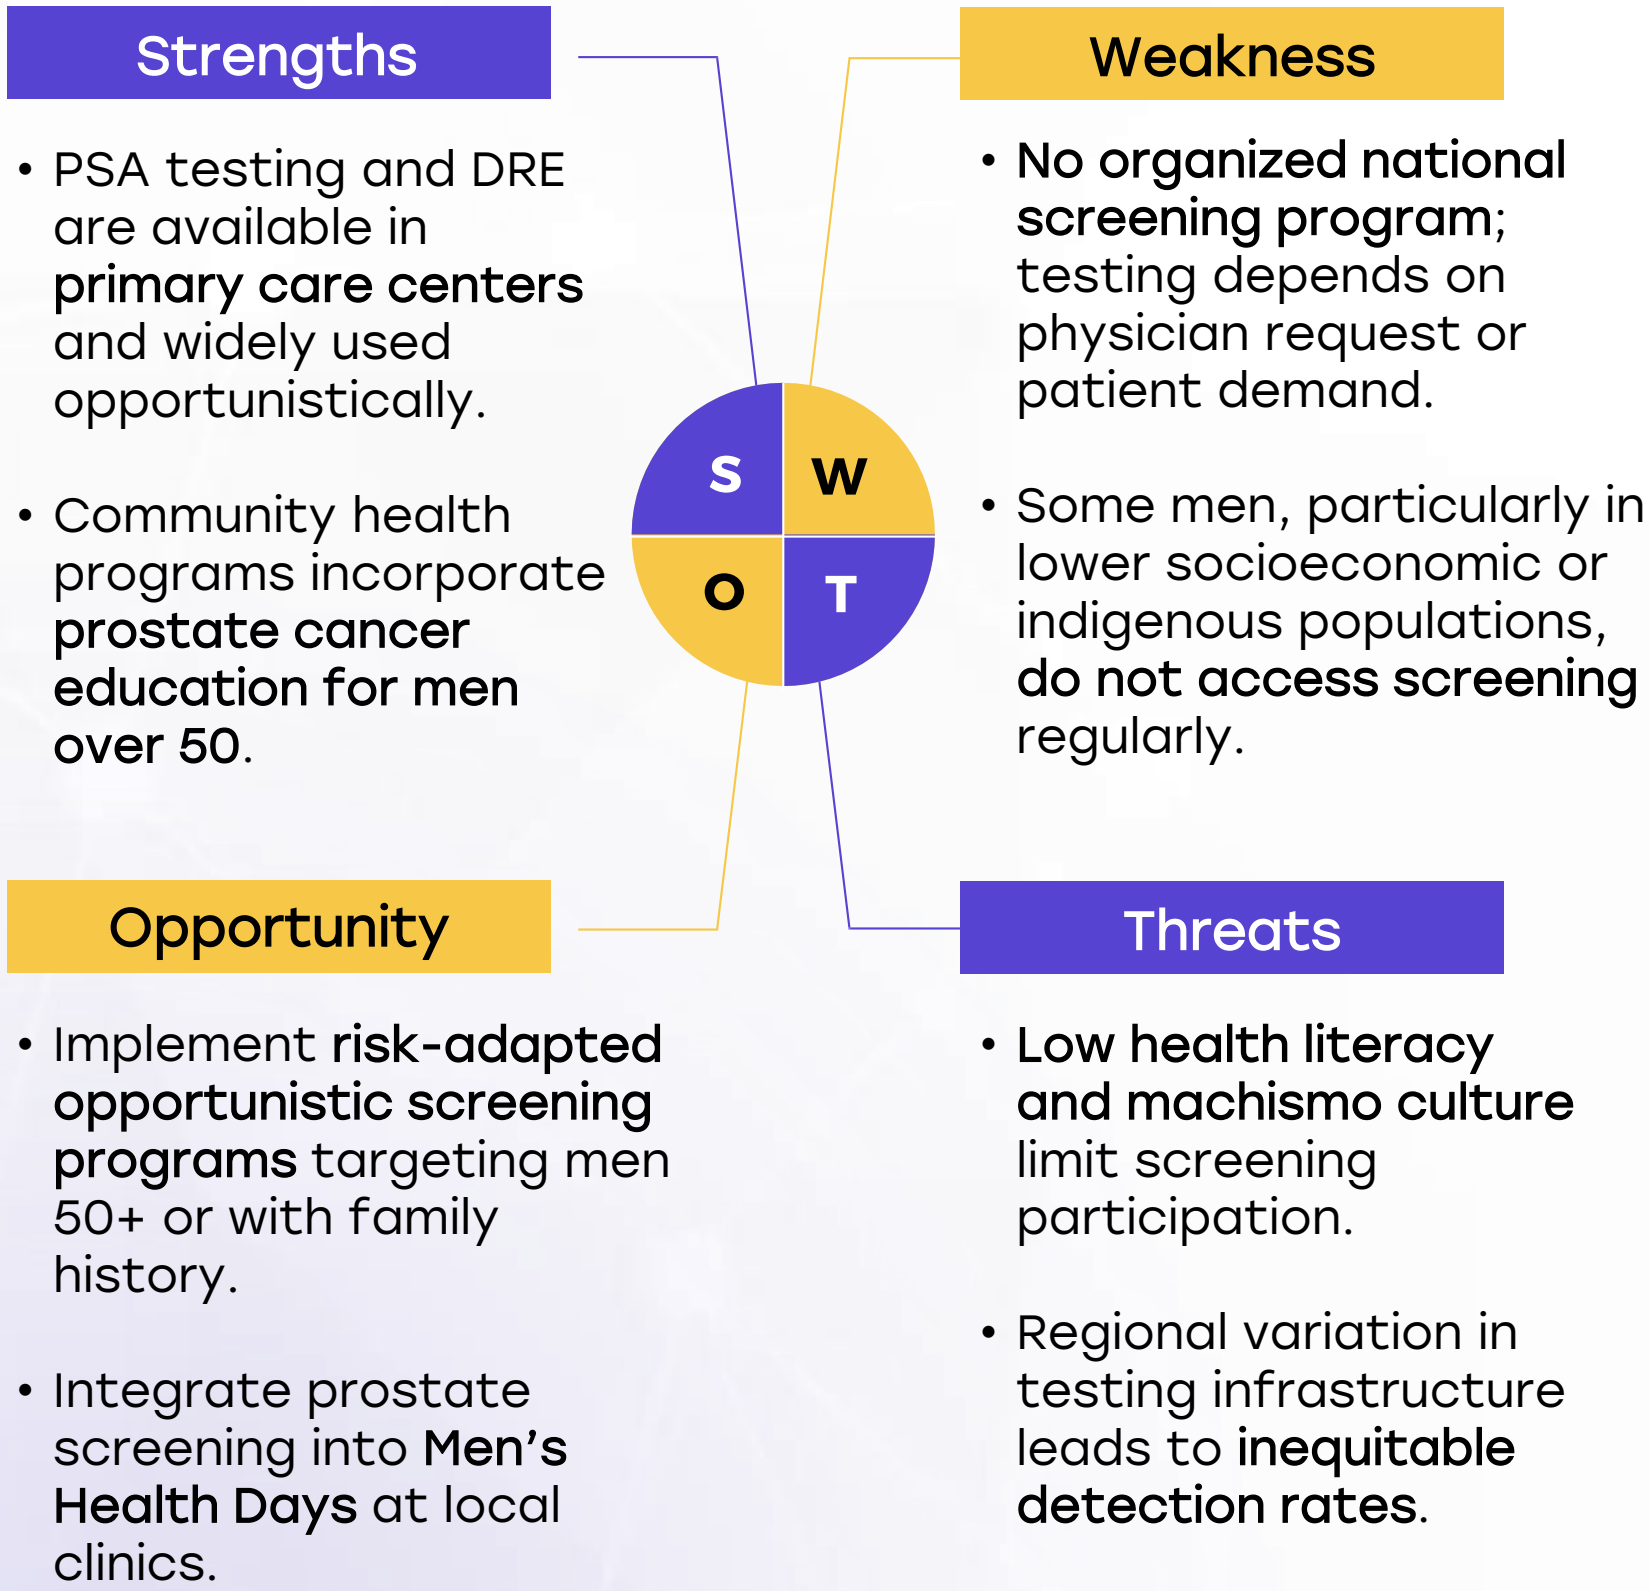 Strengths
• PSA testing and DRE
are available in
primary care centers
and widely used
opportunistically.
• Community health
programs incorporate
prostate cancer
education for men
over 50.
Weakness
• No organized national
screening program;
testing depends on
physician request or
patient demand.
• Some men, particularly in
lower socioeconomic or
indigenous populations,
do not access screening
regularly.
S
W
O
T
Opportunity
• Implement risk-adapted
opportunistic screening
programs targeting men
50+ or with family
history.
• Integrate prostate
screening into Men’s
Health Days at local
clinics.
Threats
• Low health literacy
and machismo culture
limit screening
participation.
• Regional variation in
testing infrastructure
leads to inequitable
detection rates.